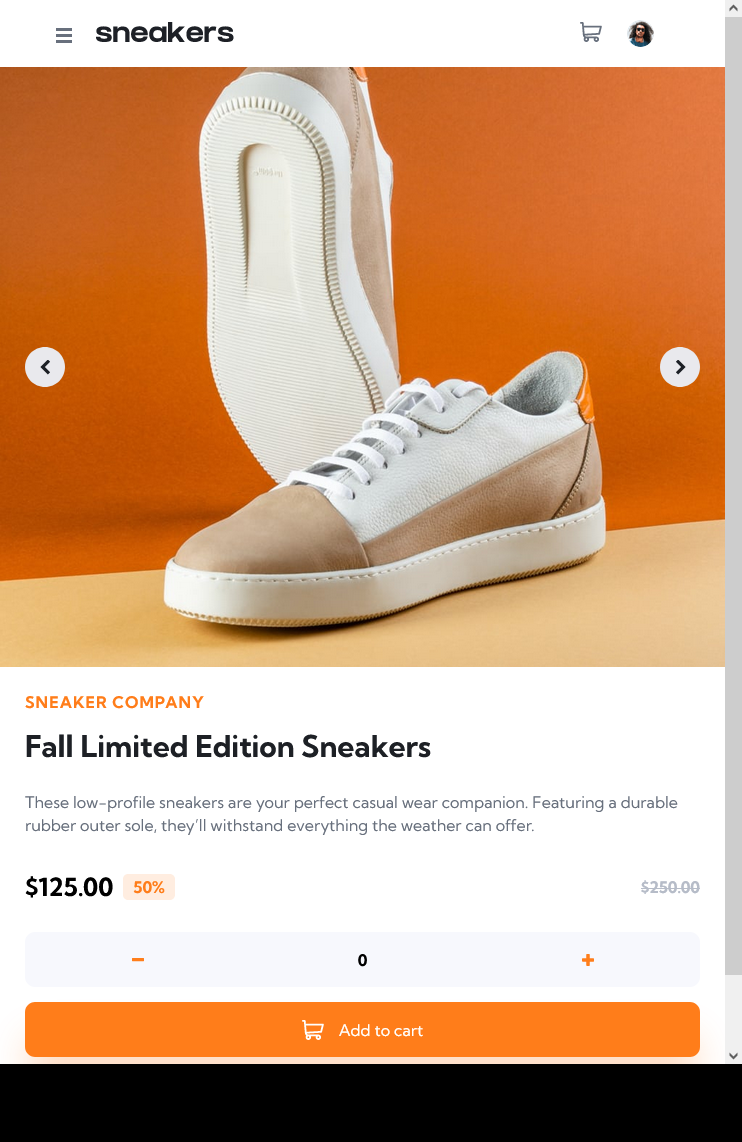 sneakers
SNEAKER COMPANY
Fall Limited Edition Sneakers
These low-profile sneakers are your perfect casual wear companion. Featuring a durable
rubber outer sole, they’ll withstand everything the weather can offer.
$125.00 50% $250.00
0
Add to cart